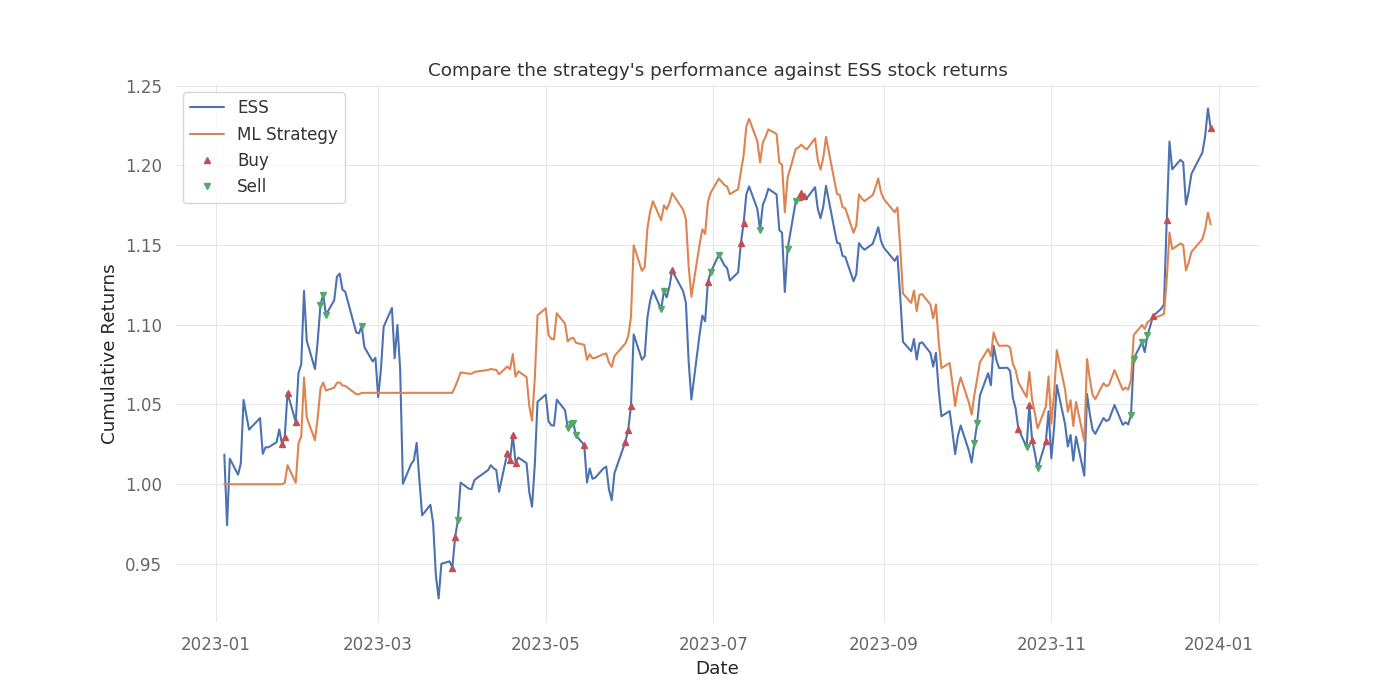 Compare the strategy's performance against ESS stock returns
1.25
1.20
1.15
1.10
1.05
1.00
0.95
Cumulative Returns
ESS
ML Strategy
Buy
Sell
2023-01
2023-03
2023-05
2023-07
2023-09
2023-11
2024-01
Date